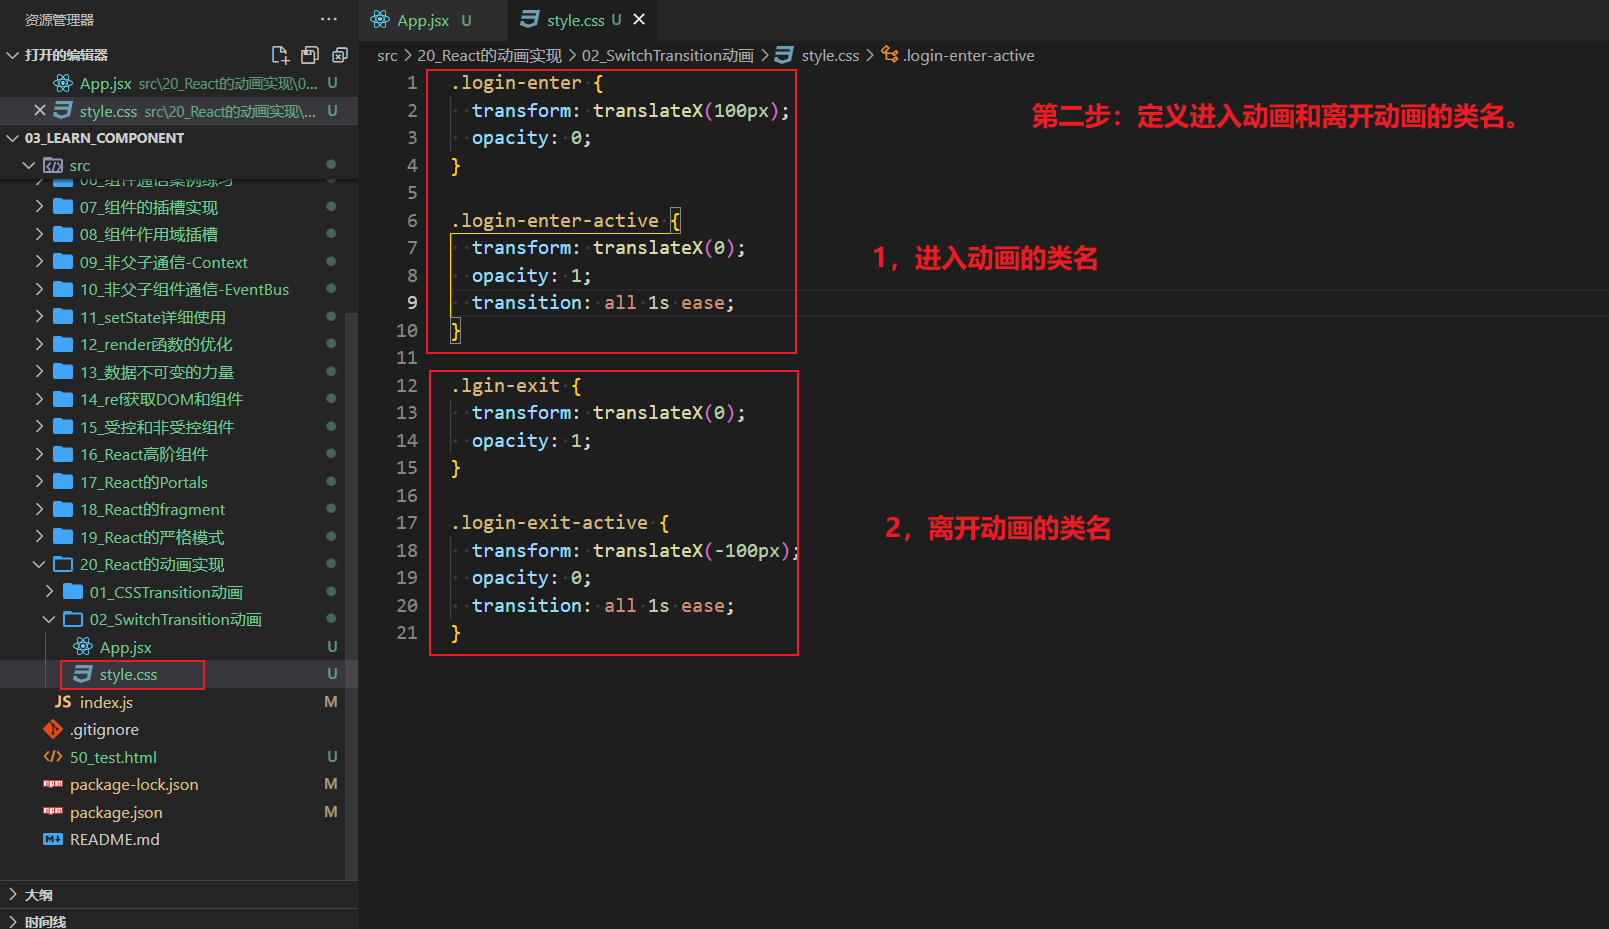 资源管理器 ···
打开的编辑器
App.jsx src\20_React的动画实现\0... U
style.css src\20_React的动画实现\... U
03_LEARN_COMPONENT
src
06_组件通信案例练习
07_组件的插槽实现
08_组件作用域插槽
09_非父子通信-Context
10_非父子组件通信-EventBus
11_setState详细使用
12_render函数的优化
13_数据不可变的力量
14_ref获取DOM和组件
15_受控和非受控组件
16_React高阶组件
17_React的Portals
18_React的fragment
19_React的严格模式
20_React的动画实现
01_CSSTransition动画
02_SwitchTransition动画
App.jsx U
style.css U
JS index.js M
.gitignore
50_test.html U
npm package-lock.json M
npm package.json M
README.md
大纲
时间线
App.jsx U
style.css U
src > 20_React的动画实现 > 02_SwitchTransition动画 > style.css > .login-enter-active
1 .login-enter {
2 transform: translateX(100px);
3 opacity: 0;
4 }
5
6 .login-enter-active {
7 transform: translateX(0);
8 opacity: 1;
9 transition: all 1s ease;
10 }
11
12 .lgin-exit {
13 transform: translateX(0);
14 opacity: 1;
15 }
16
17 .login-exit-active {
18 transform: translateX(-100px);
19 opacity: 0;
20 transition: all 1s ease;
21 }
第二步：定义进入动画和离开动画的类名。
1，进入动画的类名
2，离开动画的类名